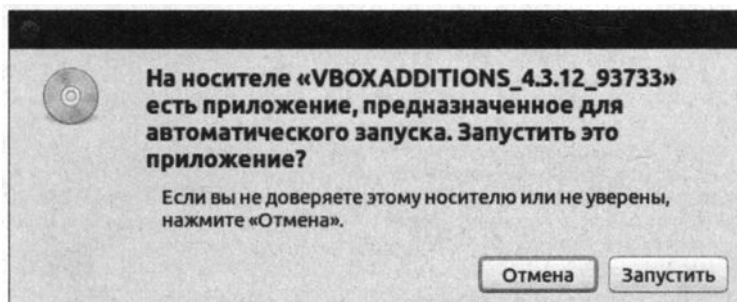 На носителе «VBOXADDITIONS_4.3.12_93733»
есть приложение, предназначенное для
автоматического запуска. Запустить это
приложение?
Если вы не доверяете этому носителю или не уверены,
нажмите «Отмена».
Отмена Запустить